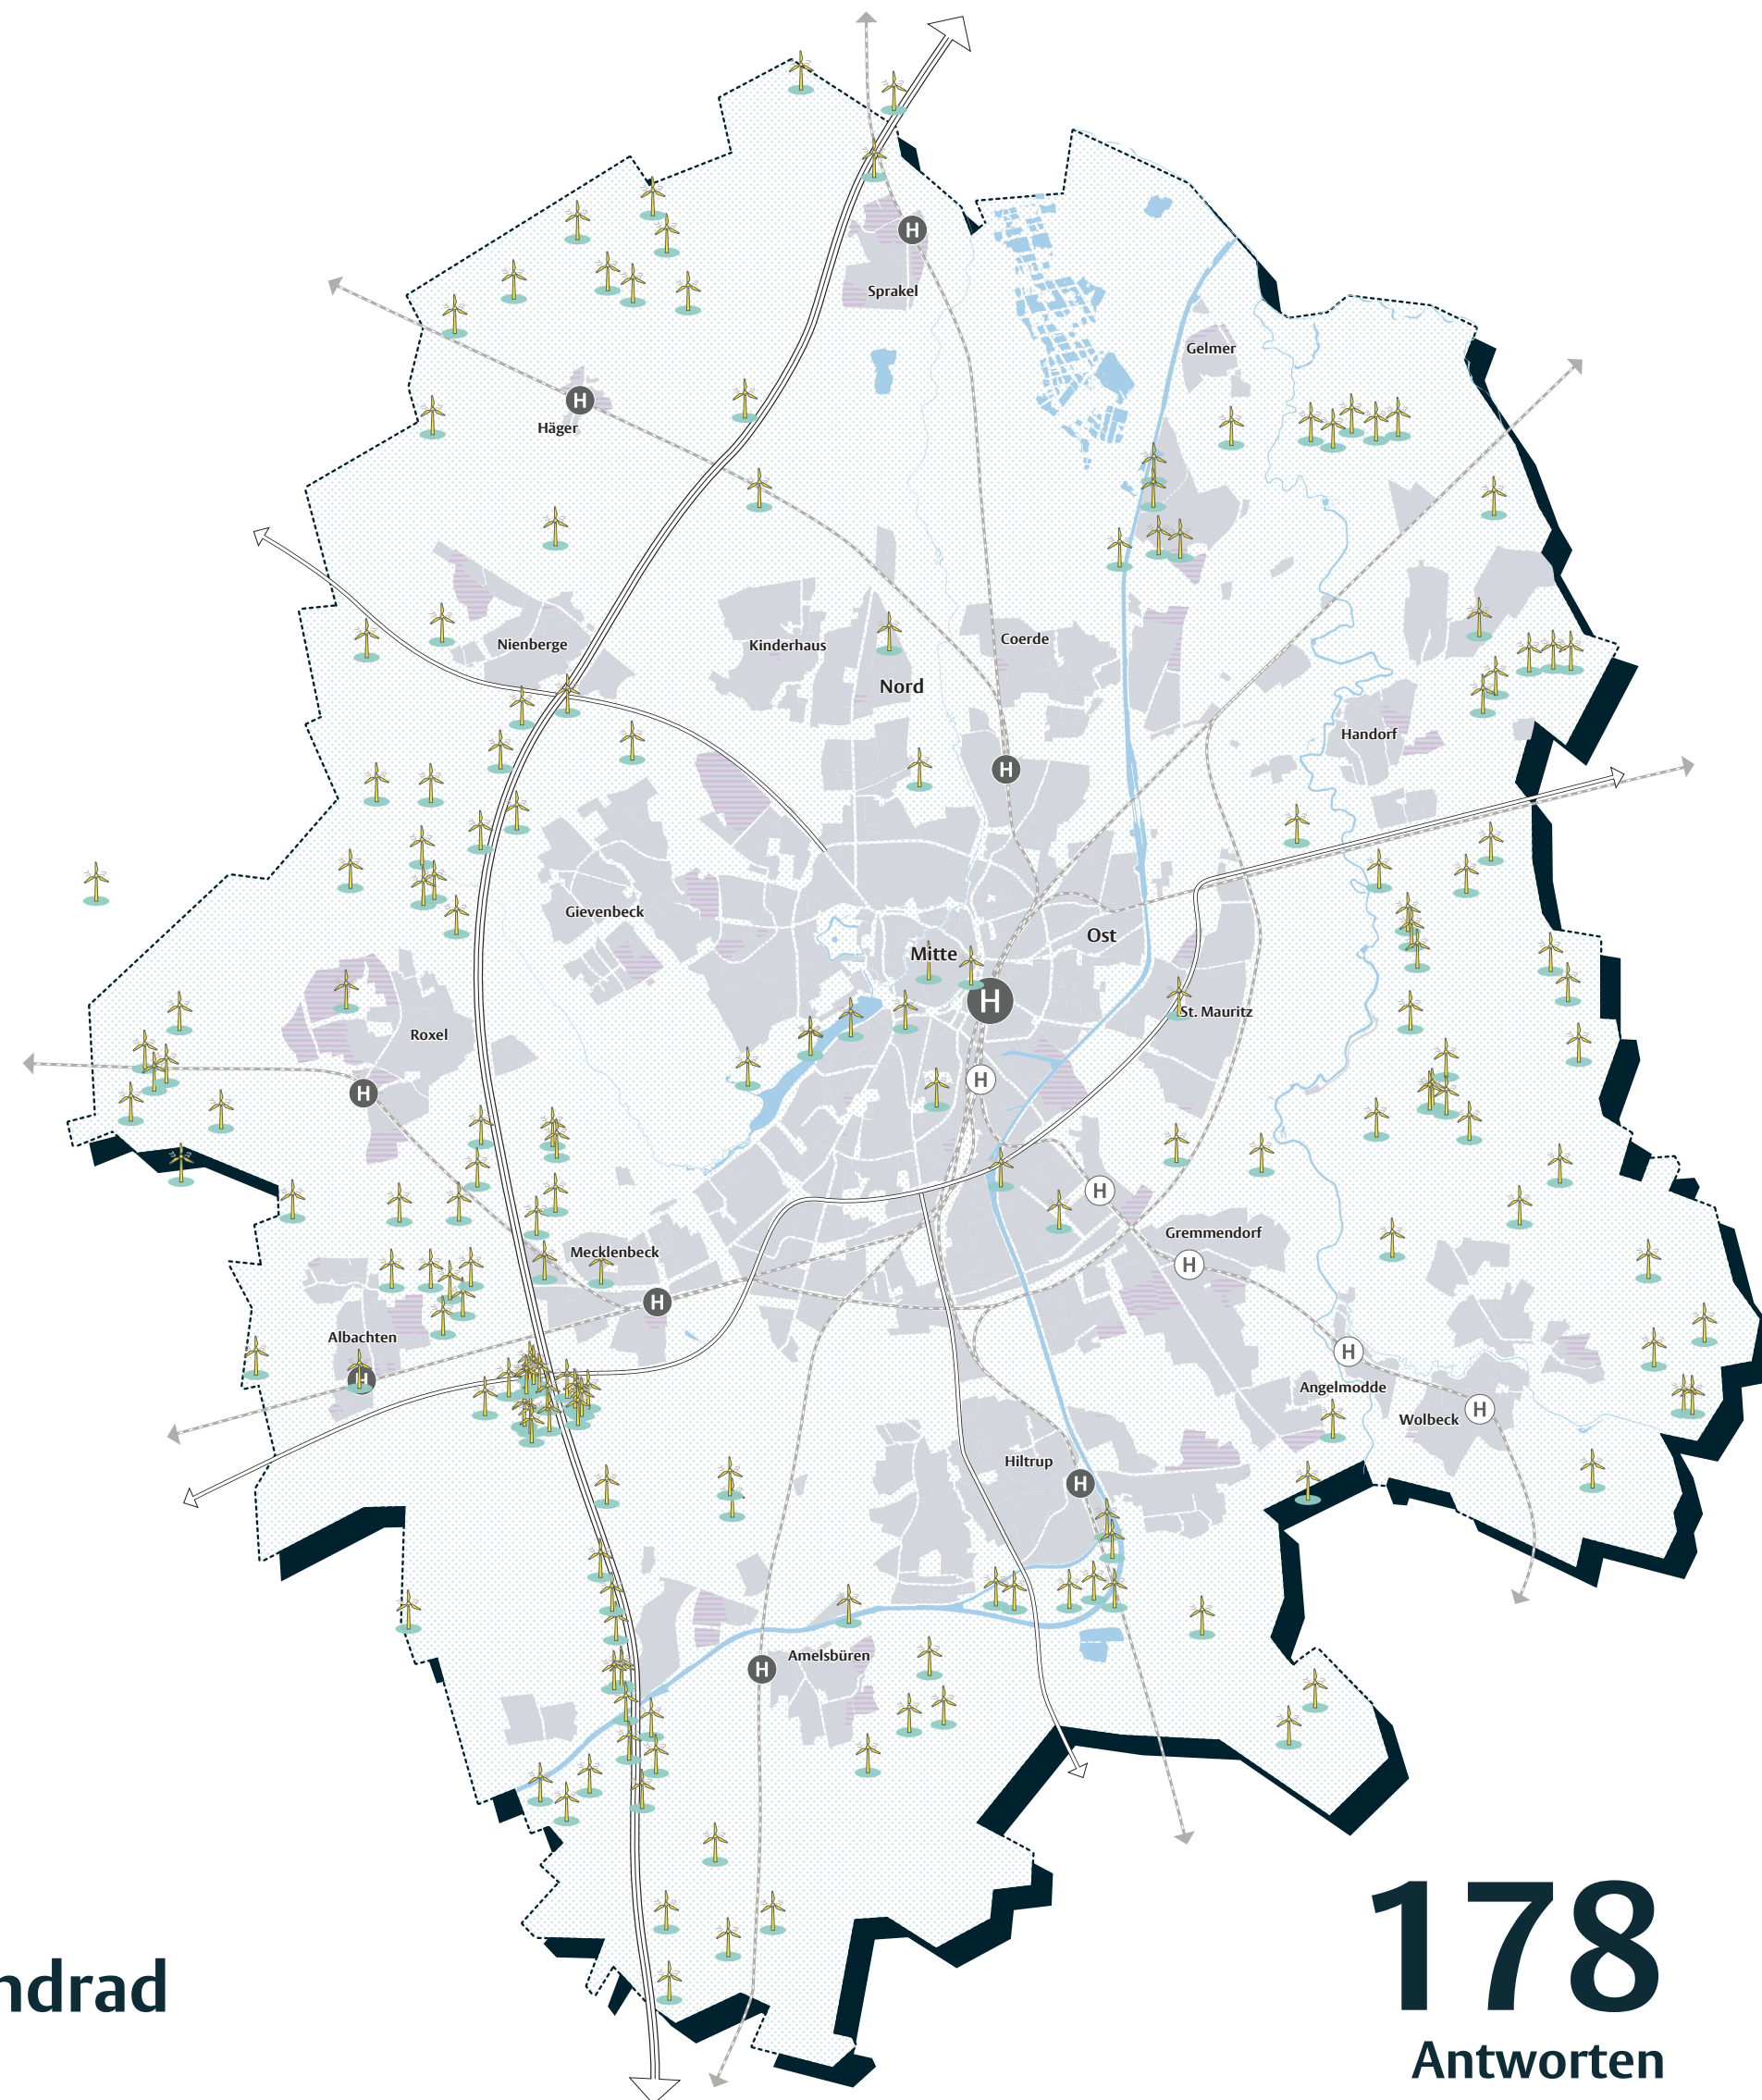 H
Sprakel
Gelmer
H
Häger
Nienberge
Kinderhaus
Coerde
Nord
Handorf
H
Gievenbeck
Mitte
Ost
H
St. Mauritz
Roxel
H
H
H
Gremmendorf
Mecklenbeck
H
H
Albachten
H
H
Angelmodde
Wolbeck
H
H
Hiltrup
H
Amelsbüren
H
178
Antworten
ndrad